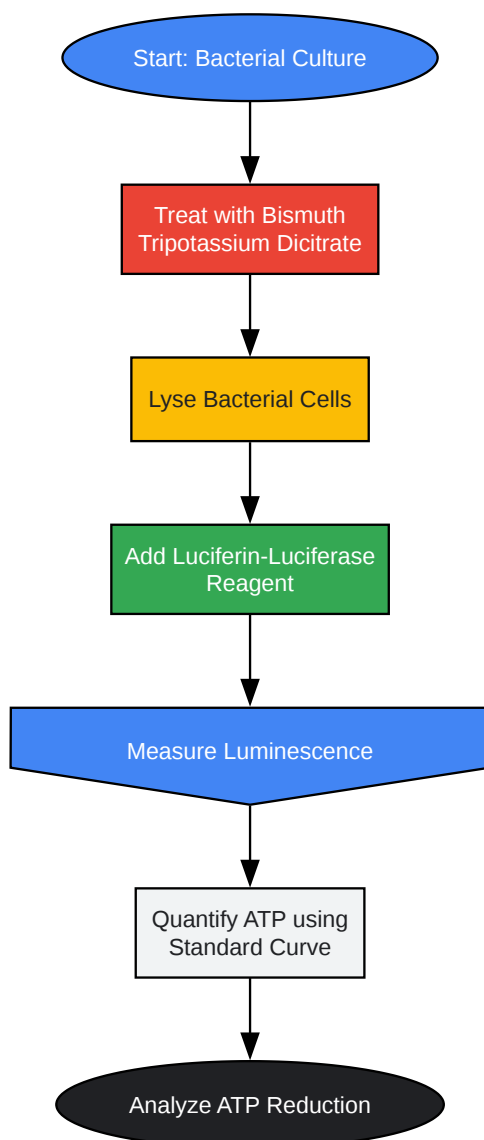 Start: Bacterial Culture
Treat with Bismuth
Tripotassium Dicitrate
Lyse Bacterial Cells
Add Luciferin-Luciferase
Reagent
Measure Luminescence
Quantify ATP using
Standard Curve
Analyze ATP Reduction